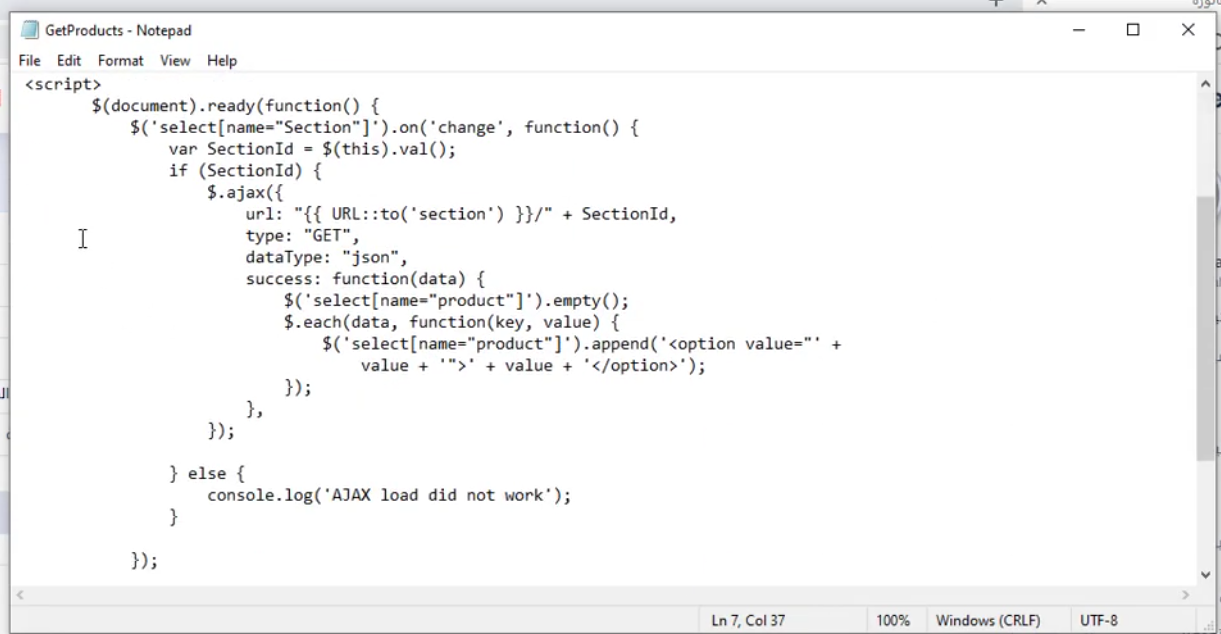 GetProducts - Notepad
File Edit Format View Help
<script>
$(document).ready(function() {
$('select[name="Section"]').on('change', function() {
var SectionId = $(this).val();
if (SectionId) {
$.ajax({
url: "{{ URL::to('section') }}/" + SectionId,
type: "GET",
dataType: "json",
success: function(data) {
$('select[name="product"]').empty();
$.each(data, function(key, value) {
$('select[name="product"]').append('<option value="' +
value + '">' + value + '</option>');
});
},
});
} else {
console.log('AJAX load did not work');
}
});
Ln 7, Col 37 100% Windows (CRLF) UTF-8